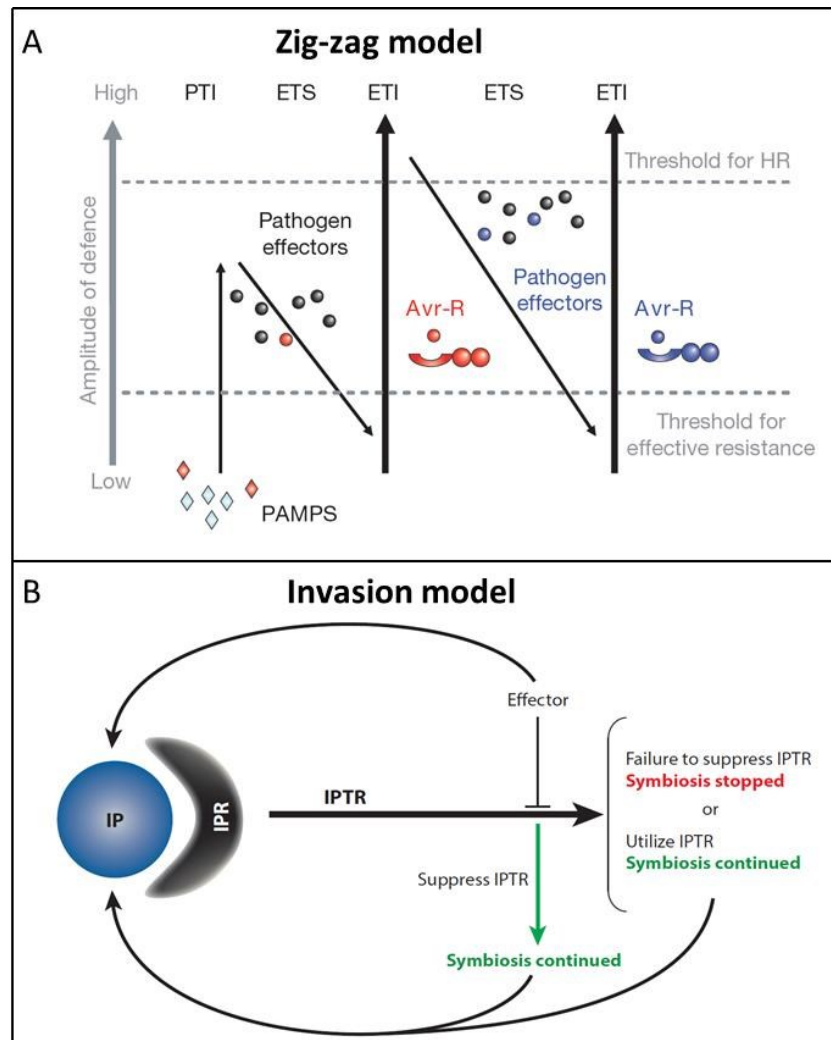 A
Zig-zag model
High
PTI
ETS
ETI
ETS
ETI
Threshold for HR
Amplitude of defence
Pathogen
effectors
Pathogen
effectors
Avr-R
Avr-R
Threshold for
effective resistance
Low
PAMPS
B
Invasion model
Effector
IP
IPR
IPTR
Failure to suppress IPTR
Symbiosis stopped
or
Utilize IPTR
Symbiosis continued
Suppress IPTR
Symbiosis continued